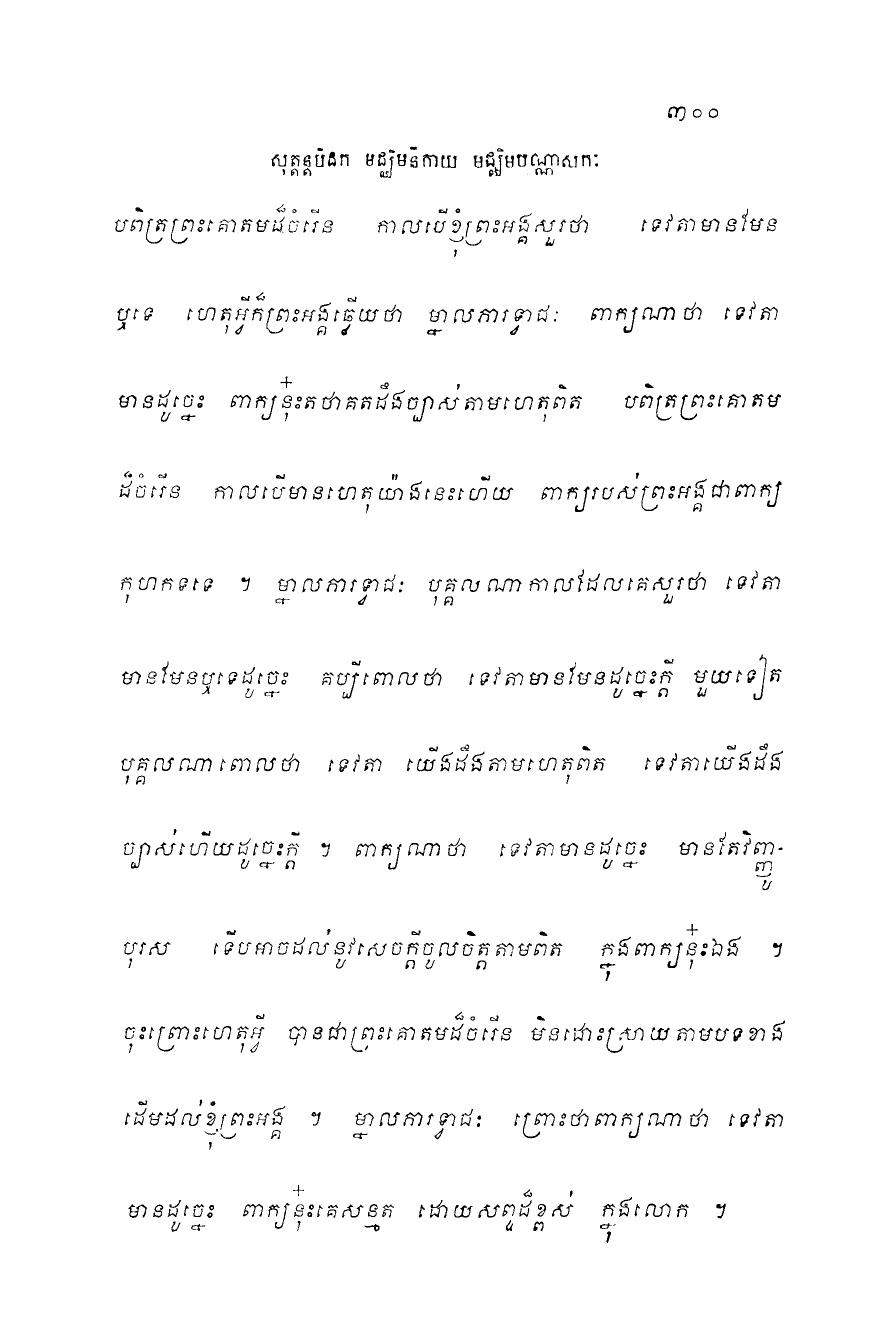 ៣០០
សុត្តន្តបិដក មជ្ឈិមនិកាយ មជ្ឈិមបណ្ណាសកៈ
បពិត្រព្រះគោតមដ៏ចំរើន កាលបើខ្ញុំព្រះអង្គសួរថា ទេវតាមានមែន
ឬទេ ហេតុអ្វីក៏ព្រះអង្គឆ្លើយថា ម្នាលភារទ្វាជៈ ពាក្យណាថា ទេវតា
មានដូច្នេះ ពាក្យនុ៎ះតថាគតដឹងច្បាស់តាមហេតុពិត បពិត្រព្រះគោតម
ដ៏ចំរើន កាលបើមានហេតុយ៉ាងនេះហើយ ពាក្យរបស់ព្រះអង្គជាពាក្យ
កុហកទទេ ។ ម្នាលភារទ្វាជៈ បុគ្គលណាកាលដែលគេសួរថា ទេវតា
មានមែនឬទេដូច្នេះ គប្បីពោលថា ទេវតាមានមែនដូច្នេះក្តី មួយទៀត
បុគ្គលណាពោលថា ទេវតា យើងដឹងតាមហេតុពិត ទេវតាយើងដឹង
ច្បាស់ហើយដូច្នេះក្តី ។ ពាក្យណាថា ទេវតាមានដូច្នេះ មានតែវិញ្ញូ-
បុរស ទើបអាចដល់នូវសេចក្តីចូលចិត្តតាមពិត ក្នុងពាក្យនុ៎ះឯង ។
ចុះព្រោះហេតុអ្វី បានជាព្រះគោតមដ៏ចំរើន មិនដោះស្រាយតាមបទខាង
ដើមដល់ខ្ញុំព្រះអង្គ ។ ម្នាលភារទ្វាជៈ ព្រោះថាពាក្យណាថា ទេវតា
មានដូច្នេះ ពាក្យនុ៎ះគេសន្មត ដោយសព្ទដ៏ខ្ពស់ ក្នុងលោក ។